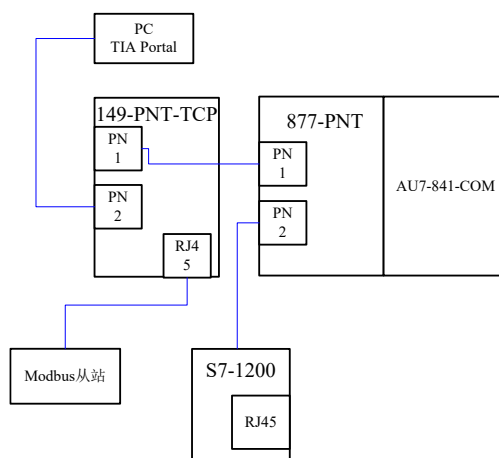 PC
TIA Portal
149-PNT-TCP
PN
1
PN
2
RJ4
5
877-PNT
PN
1
PN
2
AU7-841-COM
Modbus从站
S7-1200
RJ45